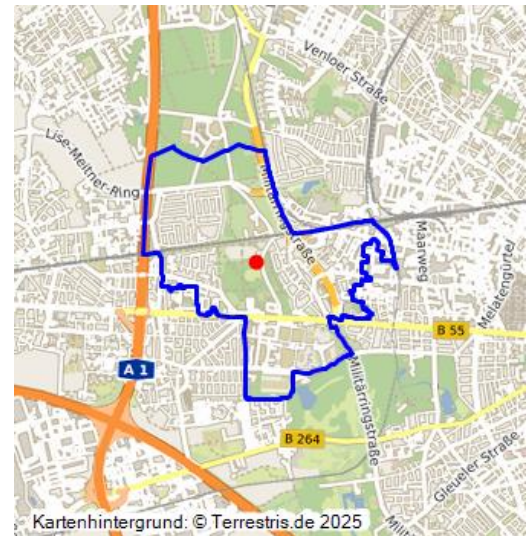 Venloer Straße
Lise-Meitner-Ring
Militärringstraße
Maarweg
Melatengürtel
B 55
A 1
Militärringstraße
B 264
Gleueler Straße
Kartenhintergrund: © Terrestris.de 2025